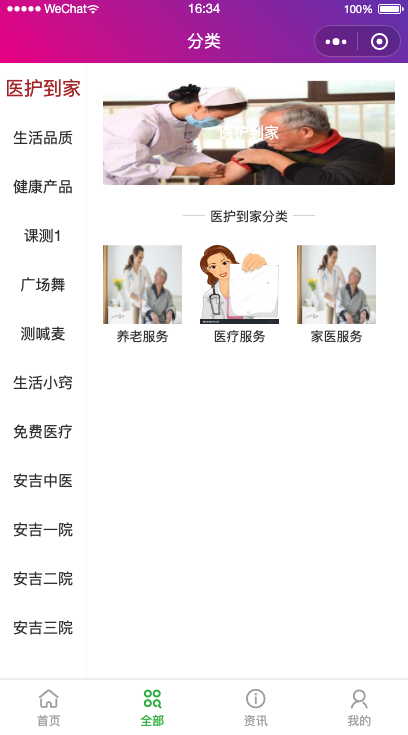 WeChat
16:34
100%
分类
医护到家
生活品质
健康产品
课测1
广场舞
测喊麦
生活小窍
免费医疗
安吉中医
安吉一院
安吉二院
安吉三院
医护到家
医护到家分类
养老服务
医疗服务
家医服务
首页
全部
资讯
我的